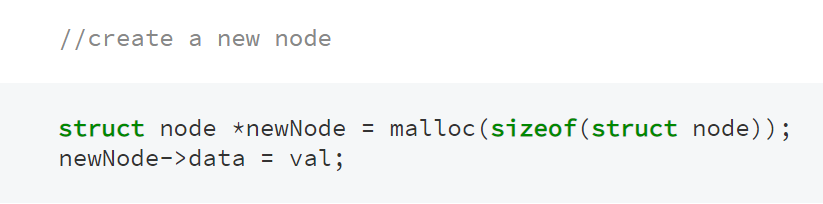 //create a new node
struct node *newNode = malloc(sizeof(struct node));
newNode->data = val;